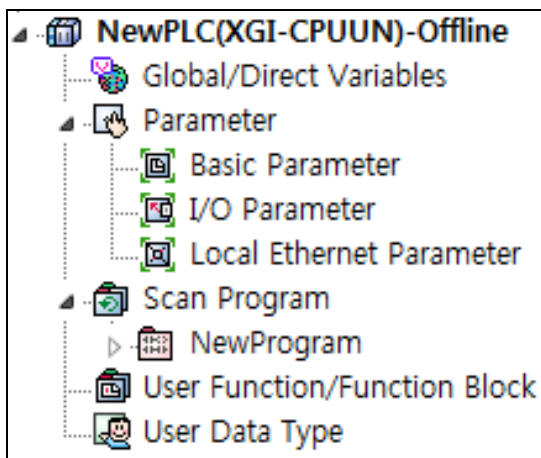 NewPLC(XGI-CPUUN)-Offline
Global/Direct Variables
Parameter
Basic Parameter
I/O Parameter
Local Ethernet Parameter
Scan Program
NewProgram
User Function/Function Block
User Data Type